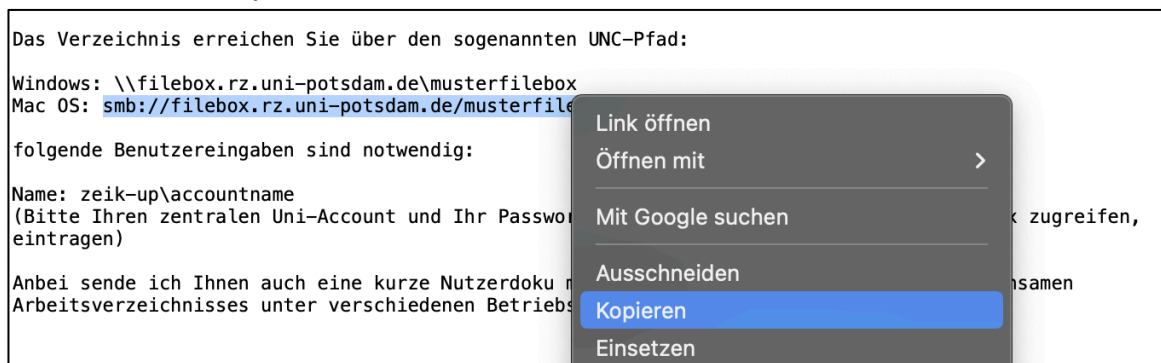 Das Verzeichnis erreichen Sie über den sogenannten UNC-Pfad:
Windows: \\filebox.rz.uni-potsdam.de\musterfilebox
Mac OS: smb://filebox.rz.uni-potsdam.de/musterfile
folgende Benutzereingaben sind notwendig:
Name: zeik-up\accountname
(Bitte Ihren zentralen Uni-Account und Ihr zugreifen,
eintragen)
Anbei sende ich Ihnen auch eine kurze Nutzerdoku
Arbeitsverzeichnisses unter verschiedenen
Link öffnen
Öffnen mit
Mit Google suchen
Ausschneiden
Kopieren
Einsetzen